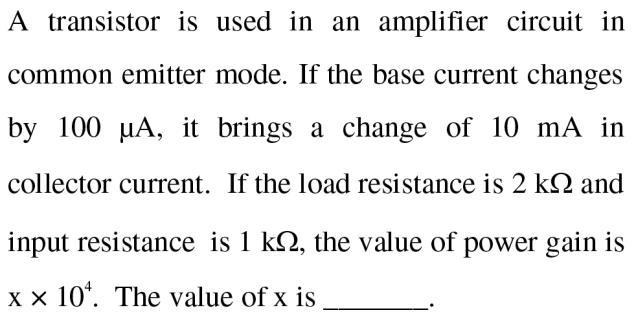 A transistor is used in an amplifier circuit in
common emitter mode. If the base current changes
by 100 μA, it brings a change of 10 mA in
collector current. If the load resistance is 2 kΩ and
input resistance is 1 kΩ, the value of power gain is
x × 10⁴. The value of x is ________.